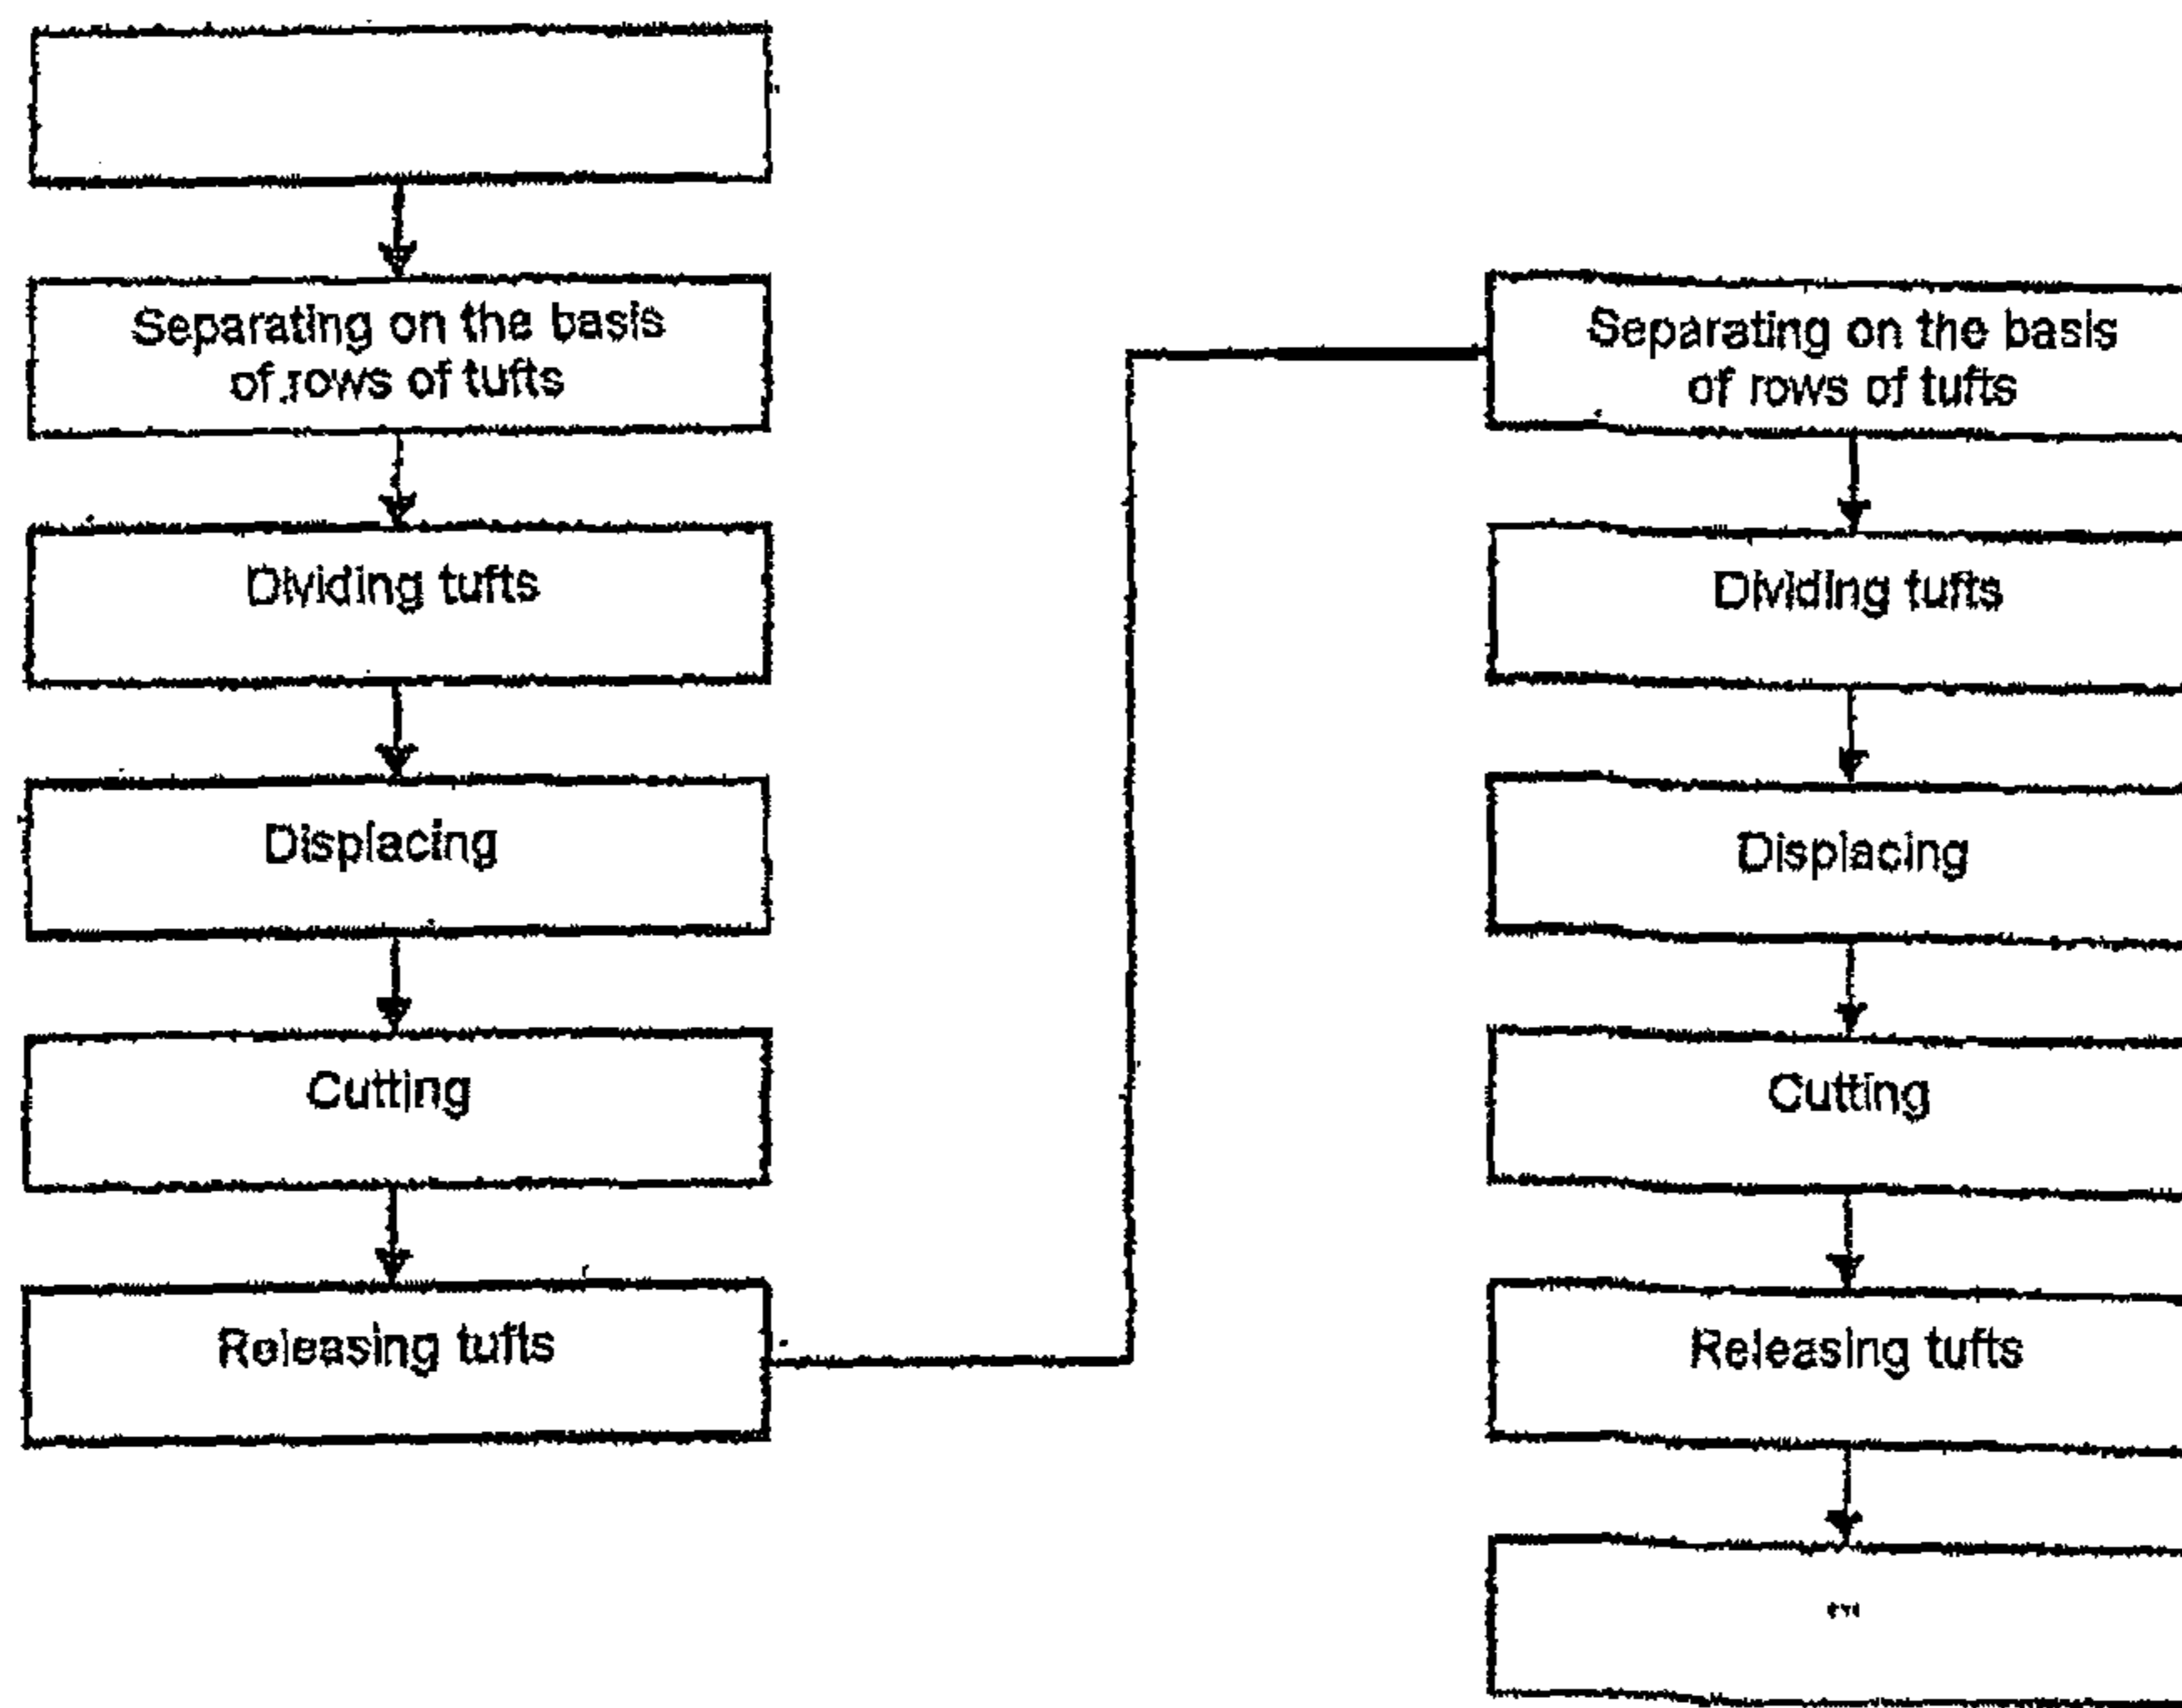 Separating on the basis
of rows of tufts
Dividing tufts
Displacing
Cutting
Releasing tufts
Separating on the basis
of rows of tufts
Dividing tufts
Displacing
Cutting
Releasing tufts
...